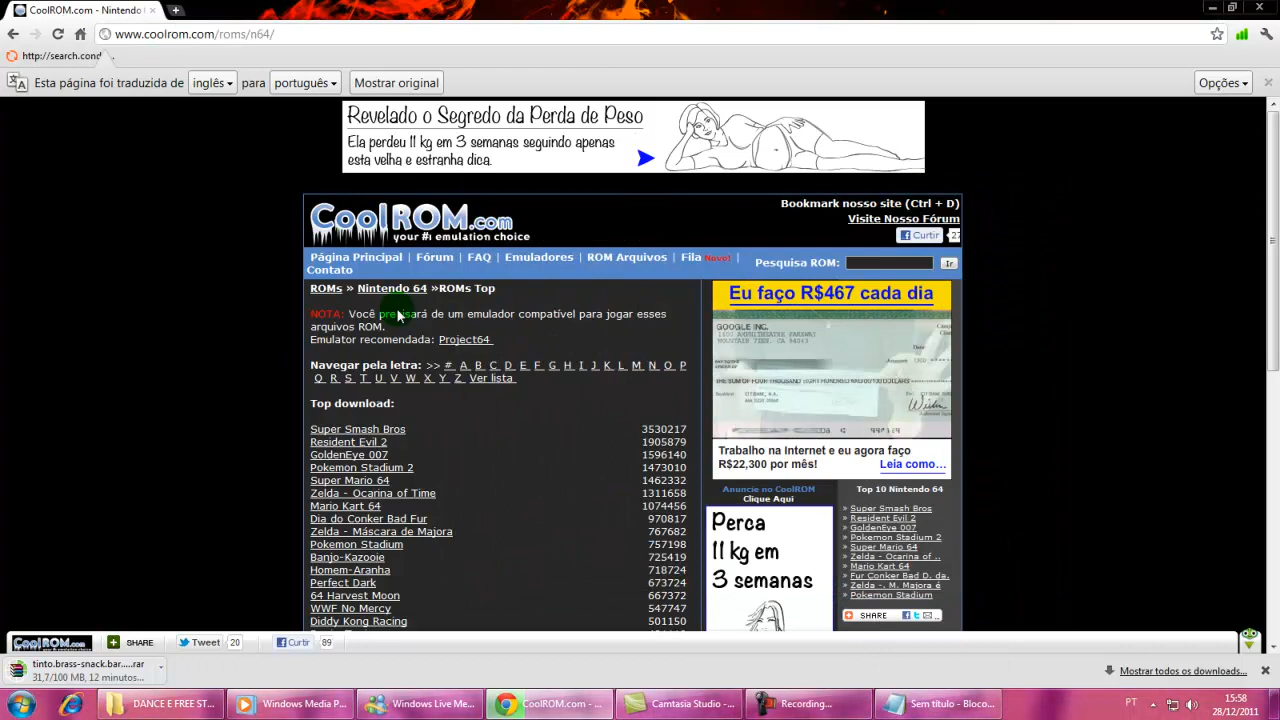 CoolROM.com - Nintendo
www.coolrom.com/roms/n64/
http://search.cond
Esta página foi traduzida de inglês para português Mostrar original Opções
Revelado o Segredo da Perda de Peso
Ela perdeu 11 kg em 3 semanas seguindo apenas
esta velha e estranha dica.
CoolROM.com
your #1 emulation choice
Bookmark nosso site (Ctrl + D)
Visite Nosso Fórum
Curtir 27
Página Principal | Fórum | FAQ | Emuladores | ROM Arquivos | Fila Novo! |
Contato
Pesquisa ROM: Ir
ROMs » Nintendo 64 »ROMs Top
NOTA: Você precisará de um emulador compatível para jogar esses
arquivos ROM.
Emulador recomendada: Project64
Navegar pela letra: >> # A B C D E F G H I J K L M N O P
Q R S T U V W X Y Z Ver lista
Top download:
Super Smash Bros 3530217
Resident Evil 2 1905879
GoldenEye 007 1596140
Pokemon Stadium 2 1473010
Super Mario 64 1462332
Zelda - Ocarina of Time 1311658
Mario Kart 64 1074456
Dia do Conker Bad Fur 970817
Zelda - Máscara de Majora 767682
Pokemon Stadium 757198
Banjo-Kazooie 725419
Homem-Aranha 718724
Perfect Dark 673724
64 Harvest Moon 667372
WWF No Mercy 547747
Diddy Kong Racing 501150
Eu faço R$467 cada dia
GOOGLE INC.
1600 AMPHITHEATRE PARKWAY
MOUNTAIN VIEW, CA 94043
Trabalho na Internet e eu agora faço
R$22,300 por mês! Leia como...
Anuncie no CoolROM
Clique Aqui
Perca
11 kg em
3 semanas
Top 10 Nintendo 64
» Super Smash Bros
» Resident Evil 2
» GoldenEye 007
» Pokemon Stadium 2
» Super Mario 64
» Zelda - Ocarina of ..
» Mario Kart 64
» Fur Conker Bad D. da.
» Zelda -. M. Majora é
» Pokemon Stadium
SHARE
CoolROM.com SHARE Tweet 20 Curtir 89
tinto.brass-snack.bar.....rar
31,7/100 MB, 12 minutos...
Mostrar todos os downloads...
DANCE E FREE ST... Windows Media P... Windows Live Me... CoolROM.com - ... Camtasia Studio - ... Recording... Sem título - Bloco... PT 15:58
28/12/2011